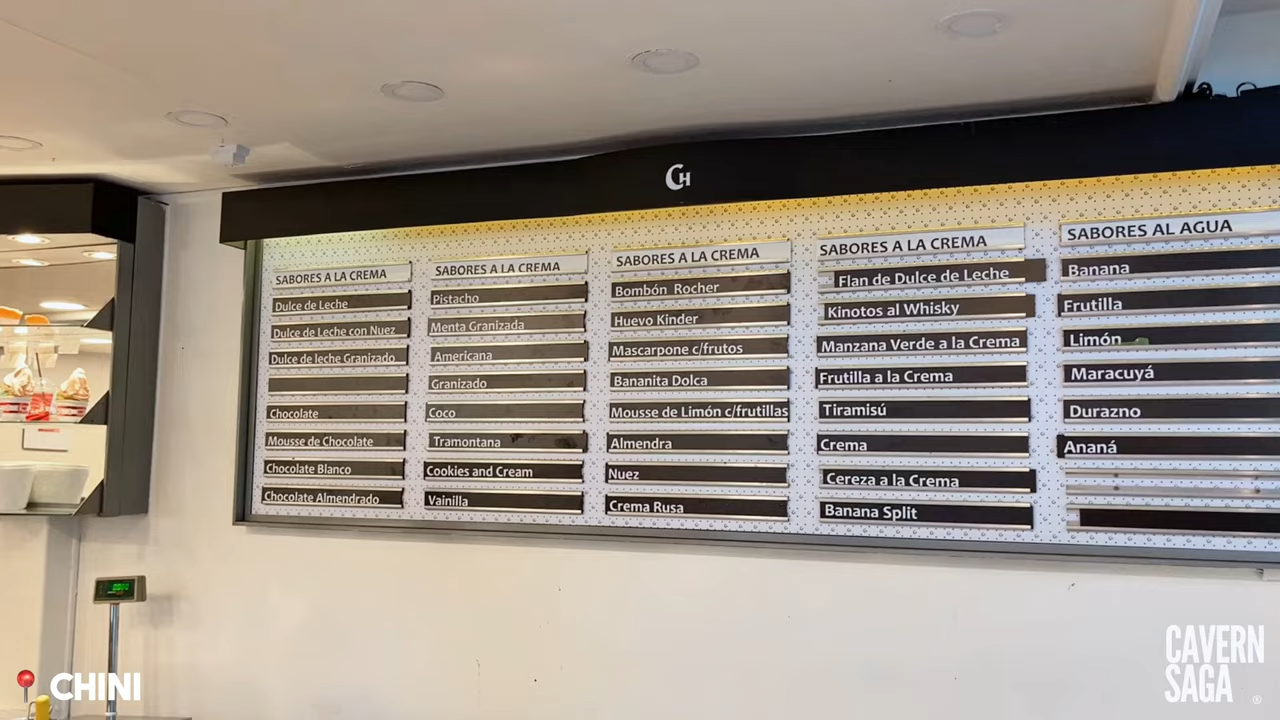 CH
SABORES A LA CREMA
Dulce de Leche
Dulce de Leche con Nuez
Dulce de leche Granizado
Chocolate
Mousse de Chocolate
Chocolate Blanco
Chocolate Almendrado
SABORES A LA CREMA
Pistacho
Menta Granizada
Americana
Granizado
Coco
Tramontana
Cookies and Cream
Vainilla
SABORES A LA CREMA
Bombón Rocher
Huevo Kinder
Mascarpone c/frutos
Bananita Dolca
Mousse de Limón c/frutillas
Almendra
Nuez
Crema Rusa
SABORES A LA CREMA
Flan de Dulce de Leche
Kinotos al Whisky
Manzana Verde a la Crema
Frutilla a la Crema
Tiramisú
Crema
Cereza a la Crema
Banana Split
SABORES AL AGUA
Banana
Frutilla
Limón
Maracuyá
Durazno
Ananá
CHINI
CAVERN
SAGA